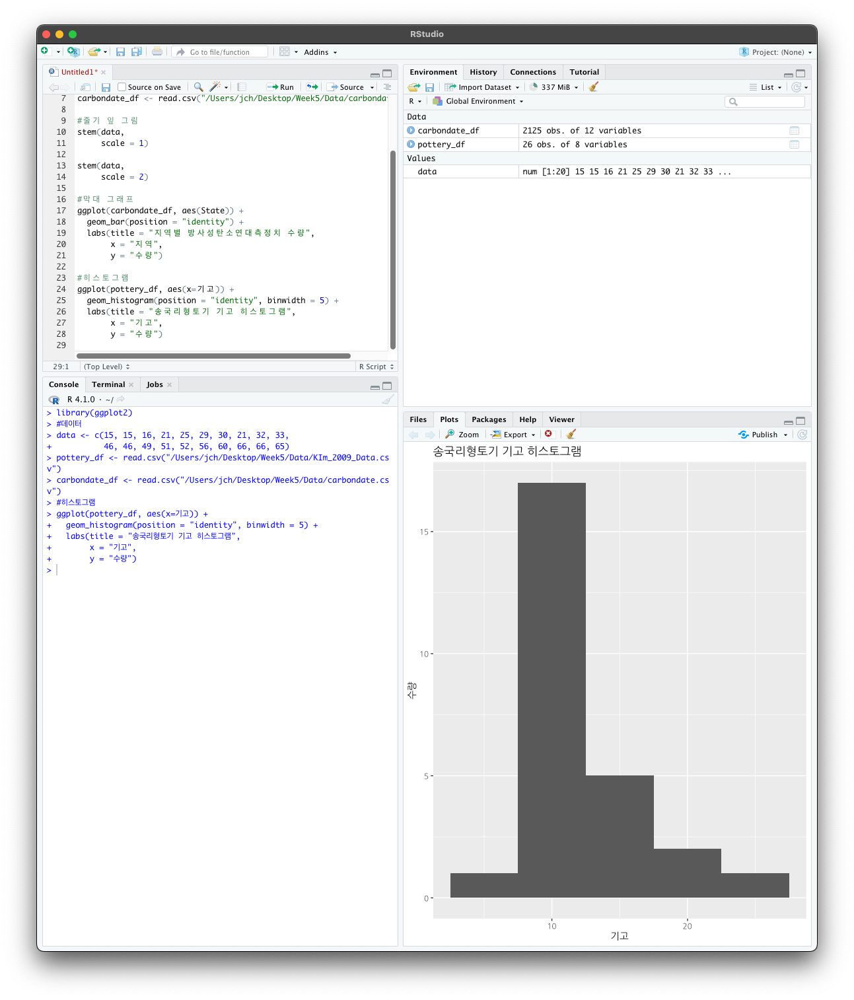 RStudio
Go to file/function
Addins
Project: (None)
Untitled1*
Source on Save
Run
Source
7 carbondate_df <- read.csv("/Users/jch/Desktop/Week5/Data/carbonda
8
9 #줄기 잎 그림
10 stem(data,
11 scale = 1)
12
13 stem(data,
14 scale = 2)
15
16 #막대 그래프
17 ggplot(carbondate_df, aes(State)) +
18 geom_bar(position = "identity") +
19 labs(title = "지역별 방사성탄소연대측정치 수량",
20 x = "지역",
21 y = "수량")
22
23 #히스토그램
24 ggplot(pottery_df, aes(x=기고)) +
25 geom_histogram(position = "identity", binwidth = 5) +
26 labs(title = "송국리형토기 기고 히스토그램",
27 x = "기고",
28 y = "수량")
29
29:1 (Top Level) R Script
Console Terminal Jobs
R 4.1.0 · ~/
> library(ggplot2)
> #데이터
> data <- c(15, 15, 16, 21, 25, 29, 30, 21, 32, 33,
+ 46, 46, 49, 51, 52, 56, 60, 66, 66, 65)
> pottery_df <- read.csv("/Users/jch/Desktop/Week5/Data/KIm_2009_Data.cs
v")
> carbondate_df <- read.csv("/Users/jch/Desktop/Week5/Data/carbondate.cs
v")
> #히스토그램
> ggplot(pottery_df, aes(x=기고)) +
+ geom_histogram(position = "identity", binwidth = 5) +
+ labs(title = "송국리형토기 기고 히스토그램",
+ x = "기고",
+ y = "수량")
>
Environment History Connections Tutorial
Import Dataset 337 MiB List
R Global Environment
Data
carbondate_df 2125 obs. of 12 variables
pottery_df 26 obs. of 8 variables
Values
data num [1:20] 15 15 16 21 25 29 30 21 32 33 ...
Files Plots Packages Help Viewer
Zoom Export Publish
송국리형토기 기고 히스토그램
15
10
5
0
수량
10 20
기고